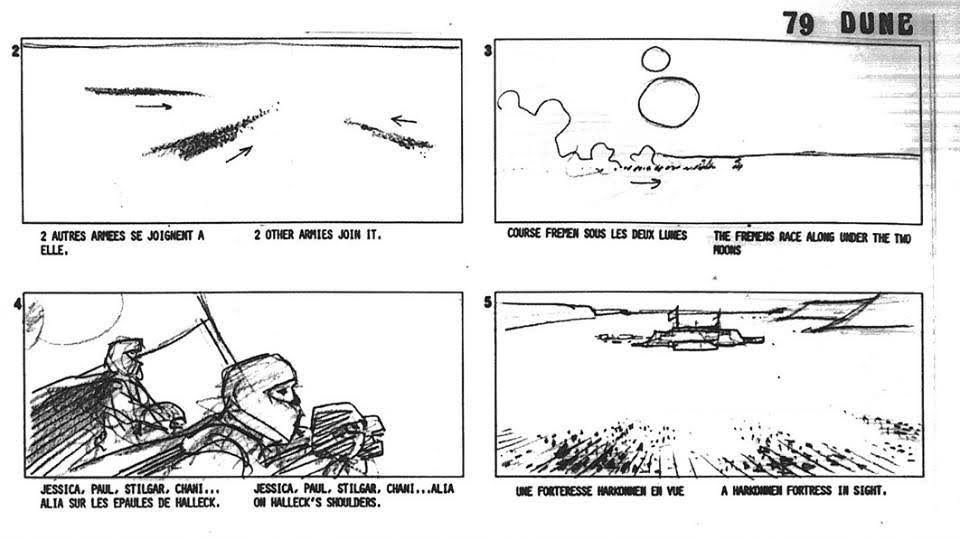 79 DUNE
2
3
2 AUTRES ARMEES SE JOIGNENT A
ELLE.
2 OTHER ARMIES JOIN IT.
COURSE FREMEN SOUS LES DEUX LUNES
THE FREMENS RACE ALONG UNDER THE TWO
MOONS
4
5
JESSICA, PAUL, STILGAR, CHANI...
ALIA SUR LES EPAULES DE HALLECK.
JESSICA, PAUL, STILGAR, CHANI...ALIA
ON HALLECK'S SHOULDERS.
UNE FORTERESSE HARKONNEN EN VUE
A HARKONNEN FORTRESS IN SIGHT.